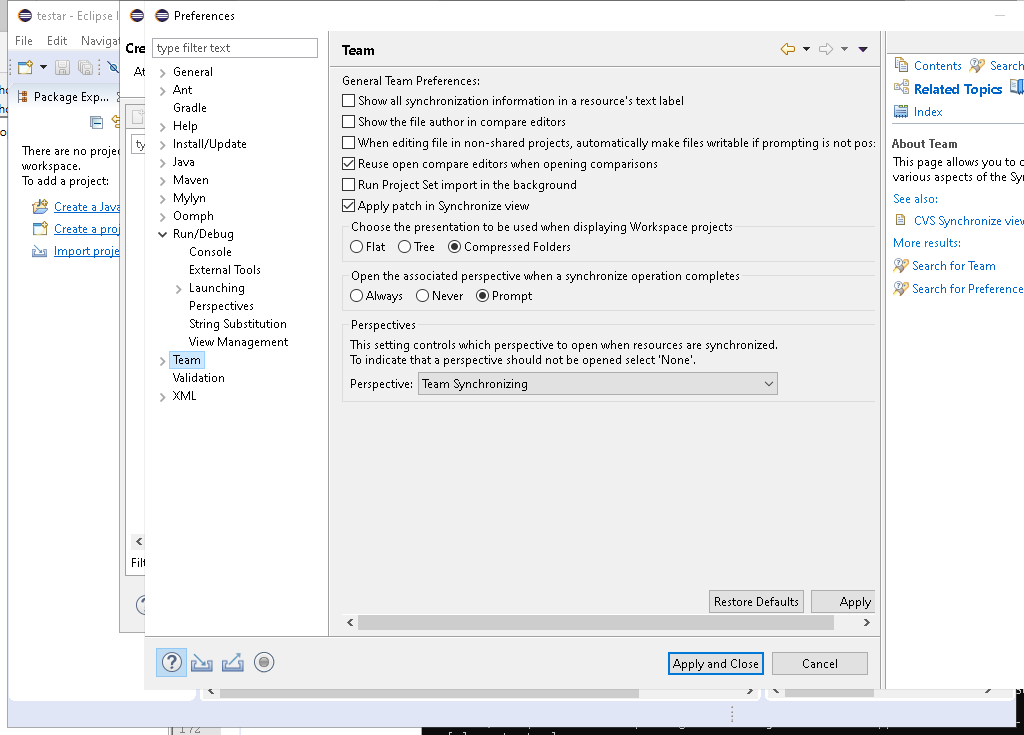 testar - Eclipse
Preferences
File Edit Navigat
Cre
type filter text
Team
At
Package Exp...
General
Ant
Gradle
Help
Install/Update
Java
Maven
Mylyn
Oomph
Run/Debug
Console
External Tools
Launching
Perspectives
String Substitution
View Management
Team
Validation
XML
There are no projec
workspace.
To add a project:
Create a Java
Create a proj
Import proje
ty
Filt
General Team Preferences:
Show all synchronization information in a resource's text label
Show the file author in compare editors
When editing file in non-shared projects, automatically make files writable if prompting is not pos:
Reuse open compare editors when opening comparisons
Run Project Set import in the background
Apply patch in Synchronize view
Choose the presentation to be used when displaying Workspace projects
Flat Tree Compressed Folders
Open the associated perspective when a synchronize operation completes
Always Never Prompt
Perspectives
This setting controls which perspective to open when resources are synchronized.
To indicate that a perspective should not be opened select 'None'.
Perspective: Team Synchronizing
Restore Defaults Apply
Apply and Close Cancel
Contents Search
Related Topics
Index
About Team
This page allows you to c
various aspects of the Syn
See also:
CVS Synchronize view
More results:
Search for Team
Search for Preference
172